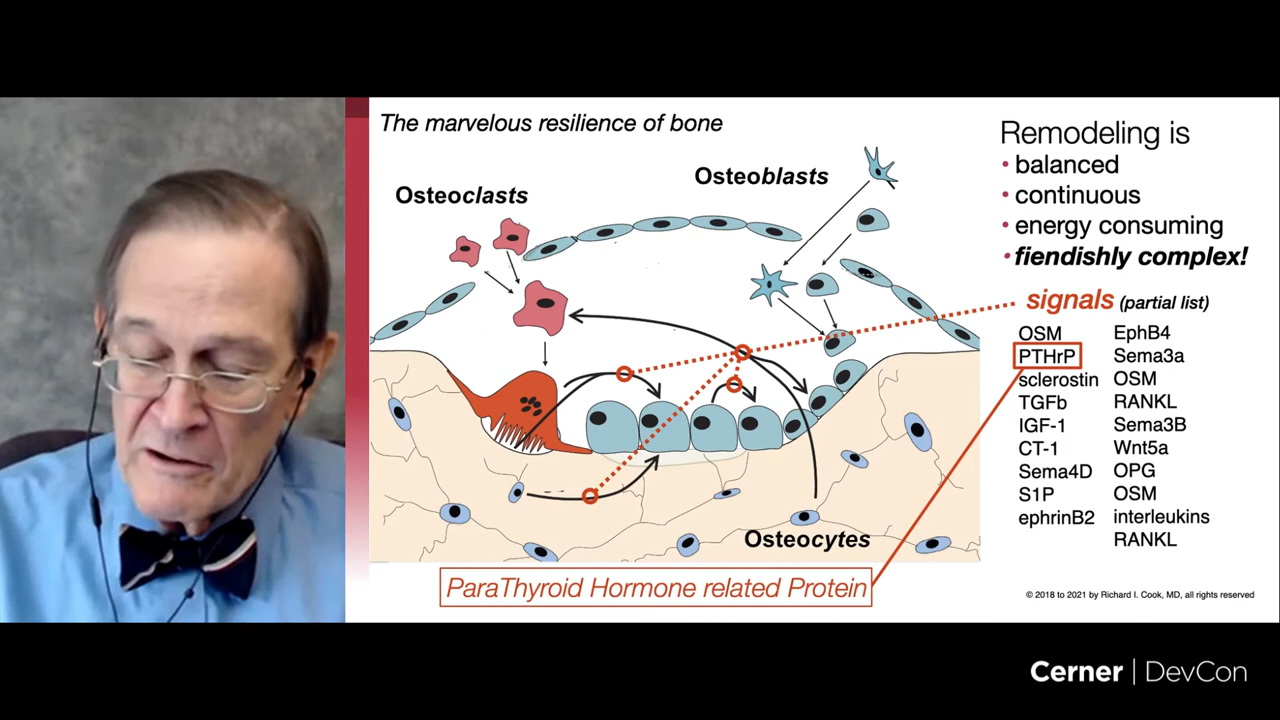 The marvelous resilience of bone
Osteoclasts
Osteoblasts
Osteocytes
ParaThyroid Hormone related Protein
Remodeling is
• balanced
• continuous
• energy consuming
• fiendishly complex!
signals (partial list)
OSM
PTHrP
sclerostin
TGFb
IGF-1
CT-1
Sema4D
S1P
ephrinB2
EphB4
Sema3a
OSM
RANKL
Sema3B
Wnt5a
OPG
OSM
interleukins
RANKL
© 2018 to 2021 by Richard I. Cook, MD, all rights reserved
Cerner | DevCon